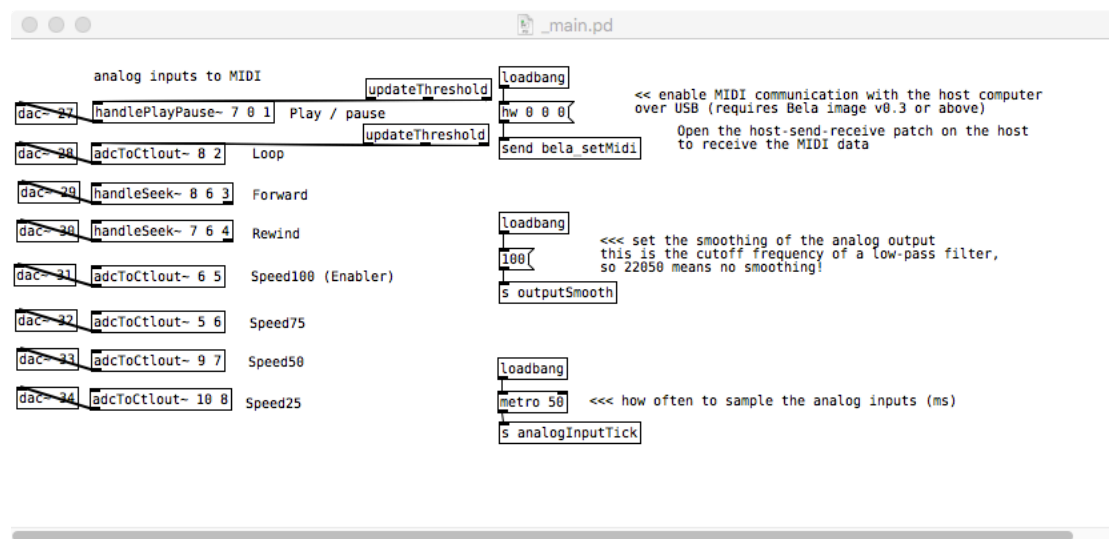 _main.pd
analog inputs to MIDI
updateThreshold
dac~ 27
handlePlayPause~ 7 0 1
Play / pause
updateThreshold
dac~ 28
adcToCtlout~ 8 2
Loop
dac~ 29
handleSeek~ 8 6 3
Forward
dac~ 30
handleSeek~ 7 6 4
Rewind
dac~ 31
adcToCtlout~ 6 5
Speed100 (Enabler)
dac~ 32
adcToCtlout~ 5 6
Speed75
dac~ 33
adcToCtlout~ 9 7
Speed50
dac~ 34
adcToCtlout~ 10 8
Speed25
loadbang
hw 0 0 0
send bela_setMidi
<< enable MIDI communication with the host computer
over USB (requires Bela image v0.3 or above)
Open the host-send-receive patch on the host
to receive the MIDI data
loadbang
100
s outputSmooth
<<< set the smoothing of the analog output
this is the cutoff frequency of a low-pass filter,
so 22050 means no smoothing!
loadbang
metro 50
s analogInputTick
<<< how often to sample the analog inputs (ms)